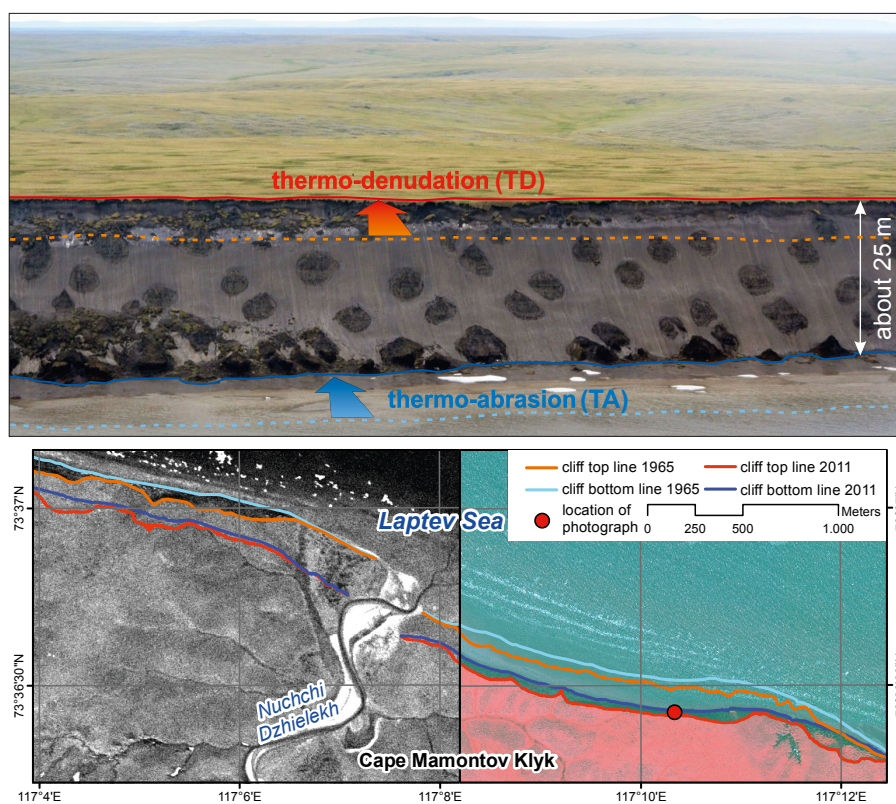 thermo-denudation (TD)
about 25 m
thermo-abrasion (TA)
cliff top line 1965
cliff top line 2011
cliff bottom line 1965
cliff bottom line 2011
location of
photograph
Meters
0
250
500
1.000
73°37'N
Laptev Sea
73°36'30"N
Nuchchi
Dzhielekh
Cape Mamontov Klyk
117°4'E
117°6'E
117°8'E
117°10'E
117°12'E